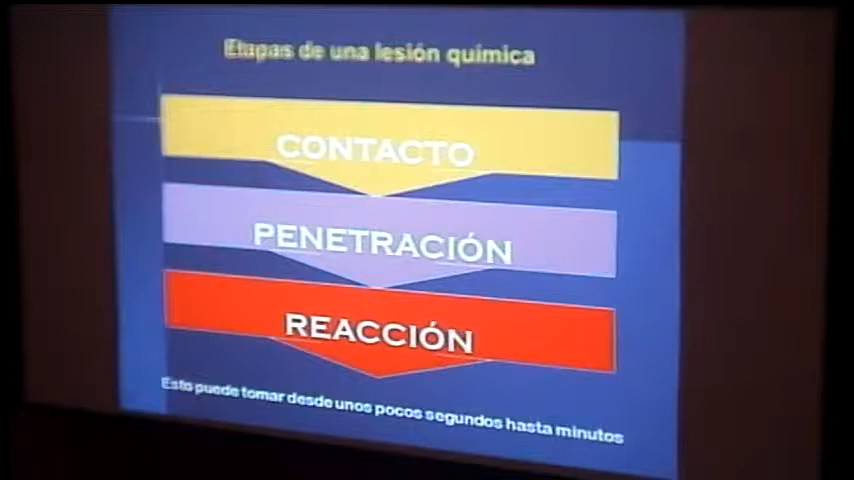 Etapas de una lesión química
CONTACTO
PENETRACIÓN
REACCIÓN
Esto puede tomar desde unos pocos segundos hasta minutos